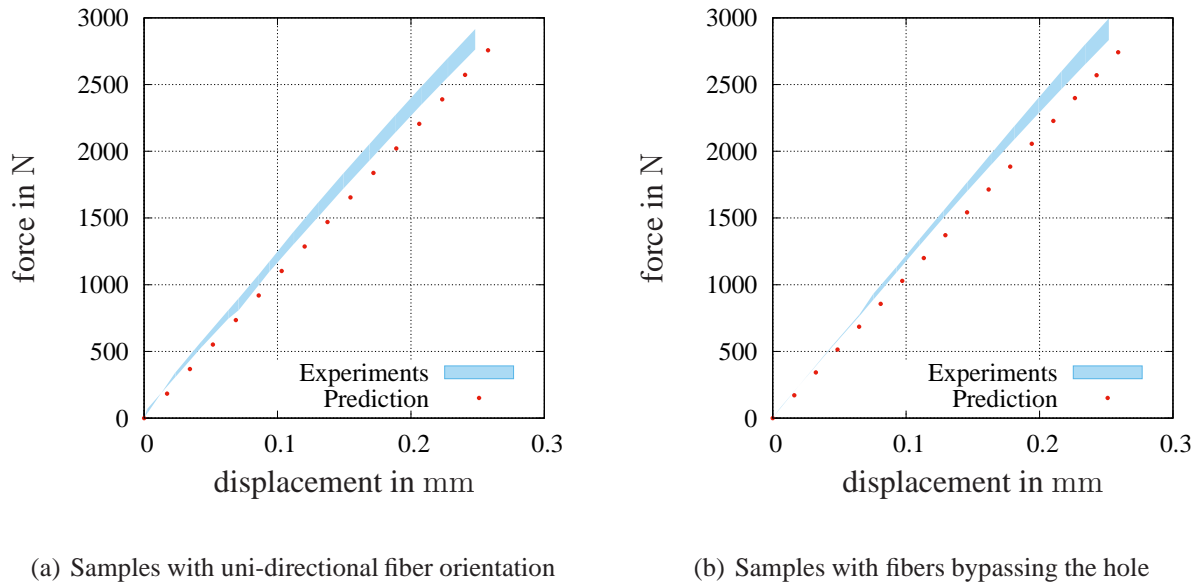 3000
2500
2000
1500
1000
500
0
force in N
Experiments
Prediction
0 0.1 0.2 0.3
displacement in mm
(a) Samples with uni-directional fiber orientation
3000
2500
2000
1500
1000
500
0
force in N
Experiments
Prediction
0 0.1 0.2 0.3
displacement in mm
(b) Samples with fibers bypassing the hole